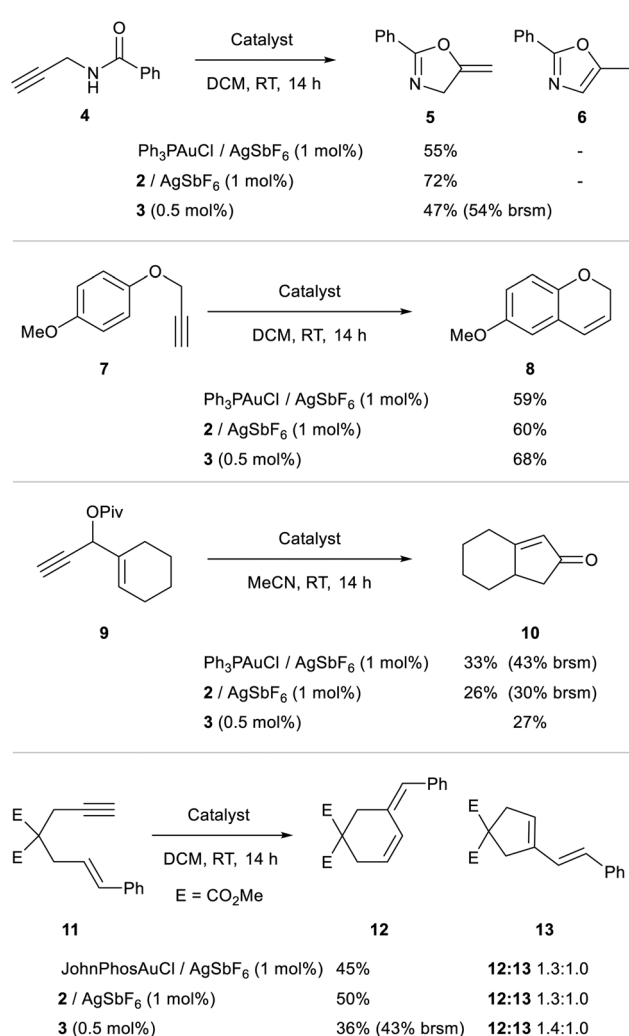 O
N
H
Ph
4
Catalyst
DCM, RT, 14 h
Ph
O
N
5
Ph
O
N
6
Ph₃PAuCl / AgSbF₆ (1 mol%) 55% -
2 / AgSbF₆ (1 mol%) 72% -
3 (0.5 mol%) 47% (54% brsm)
O
MeO
7
Catalyst
DCM, RT, 14 h
O
MeO
8
Ph₃PAuCl / AgSbF₆ (1 mol%) 59%
2 / AgSbF₆ (1 mol%) 60%
3 (0.5 mol%) 68%
OPiv
9
Catalyst
MeCN, RT, 14 h
O
10
Ph₃PAuCl / AgSbF₆ (1 mol%) 33% (43% brsm)
2 / AgSbF₆ (1 mol%) 26% (30% brsm)
3 (0.5 mol%) 27%
E
E
Ph
11
Catalyst
DCM, RT, 14 h
E = CO₂Me
Ph
E
E
12
E
E
Ph
13
JohnPhosAuCl / AgSbF₆ (1 mol%) 45% 12:13 1.3:1.0
2 / AgSbF₆ (1 mol%) 50% 12:13 1.3:1.0
3 (0.5 mol%) 36% (43% brsm) 12:13 1.4:1.0